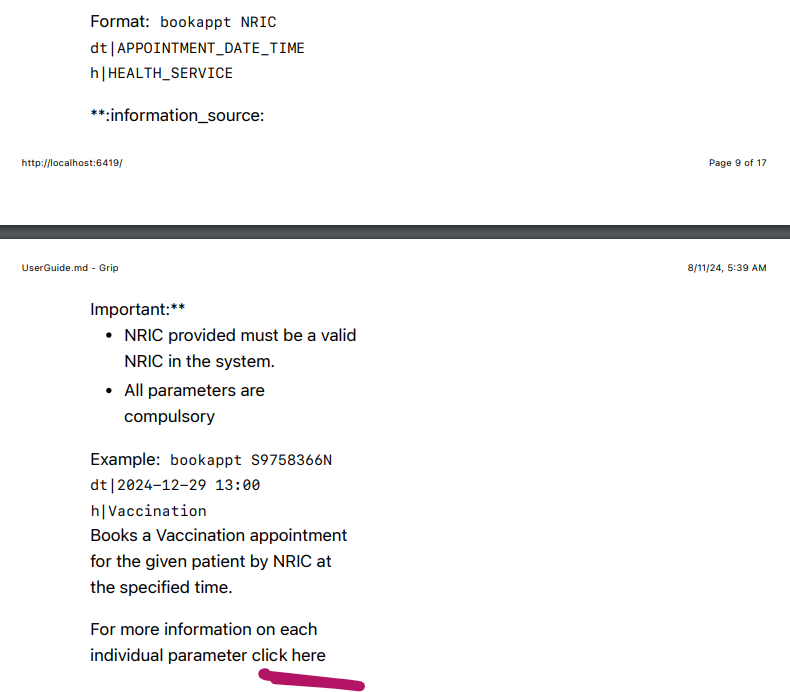 Format: bookappt NRIC
dt|APPOINTMENT_DATE_TIME
h|HEALTH_SERVICE
**:information_source:
http://localhost:6419/
Page 9 of 17
UserGuide.md - Grip
8/11/24, 5:39 AM
Important:**
• NRIC provided must be a valid
NRIC in the system.
• All parameters are
compulsory
Example: bookappt S9758366N
dt|2024-12-29 13:00
h|Vaccination
Books a Vaccination appointment
for the given patient by NRIC at
the specified time.
For more information on each
individual parameter click here